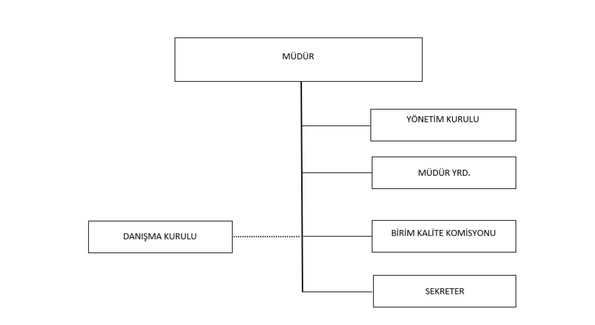 MÜDÜR
YÖNETİM KURULU
MÜDÜR YRD.
DANIŞMA KURULU
BİRİM KALİTE KOMİSYONU
SEKRETER